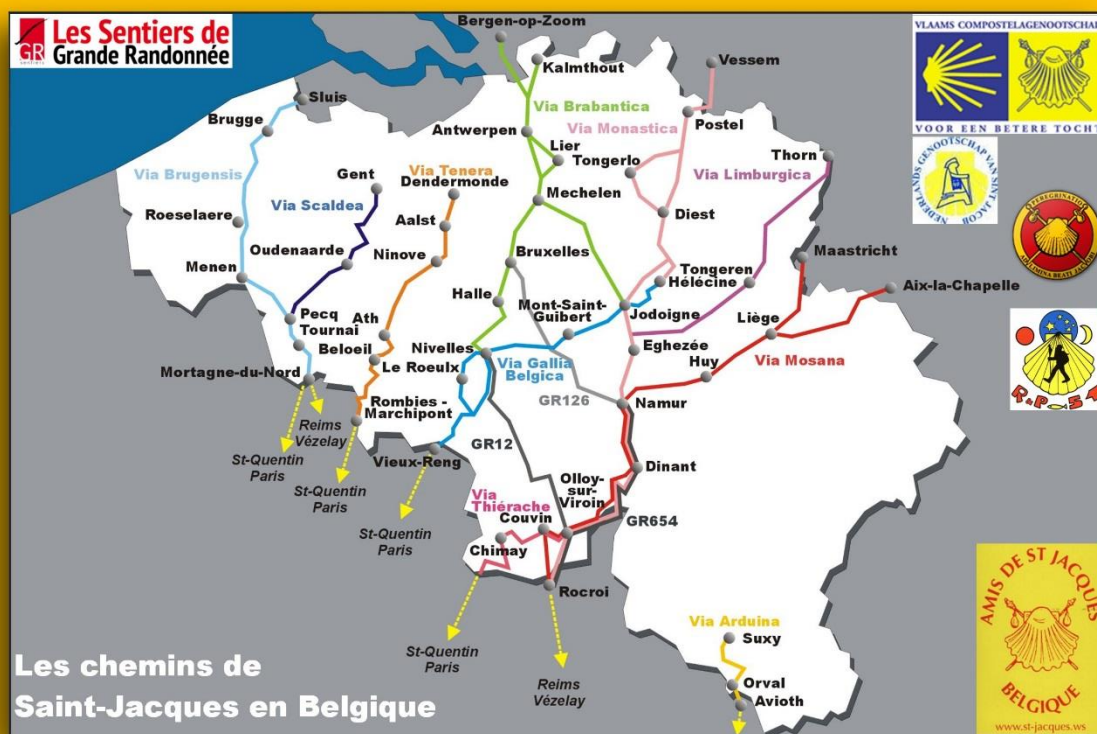 GR
sentiers
Les Sentiers de
Grande Randonnée
Bergen-op-Zoom
Kalmthout
Vessem
Sluis
Brugge
Via Brabantica
Antwerpen
Via Monastica
Postel
Lier
Tongerlo
Thorn
Via Brugensis
Gent
Via Tenera
Dendermonde
Via Limburgica
Mechelen
Via Scaldea
Roeselaere
Aalst
Diest
Oudenaarde
Ninove
Bruxelles
Maastricht
Menen
Tongeren
Hélécine
Aix-la-Chapelle
Halle
Mont-Saint-
Guibert
Jodoigne
Pecq
Tournai
Ath
Liège
Nivelles
Eghezée
Beloeil
Le Roeulx
Via Gallia
Belgica
Huy
Via Mosana
Mortagne-du-Nord
Rombies -
Marchipont
GR126
Namur
Reims
Vézelay
GR12
St-Quentin
Paris
Vieux-Reng
Dinant
St-Quentin
Paris
Olloy-
sur-
Viroin
Via
Thiérache
Couvin
GR654
St-Quentin
Paris
Chimay
Rocroi
Via Arduina
Suxy
St-Quentin
Paris
Reims
Vézelay
Orval
Avioth
Les chemins de
Saint-Jacques en Belgique
VLAAMS COMPOSTELAGENOOTSCHAP
VOOR EEN BETERE TOCHT
NEDERLANDS GENOOTSCHAP VAN SINT JACOB
PEREGRINATIO
AD LIMINA BEATI JACOBI
AMIS DE ST JACQUES
BELGIQUE
www.st-jacques.ws